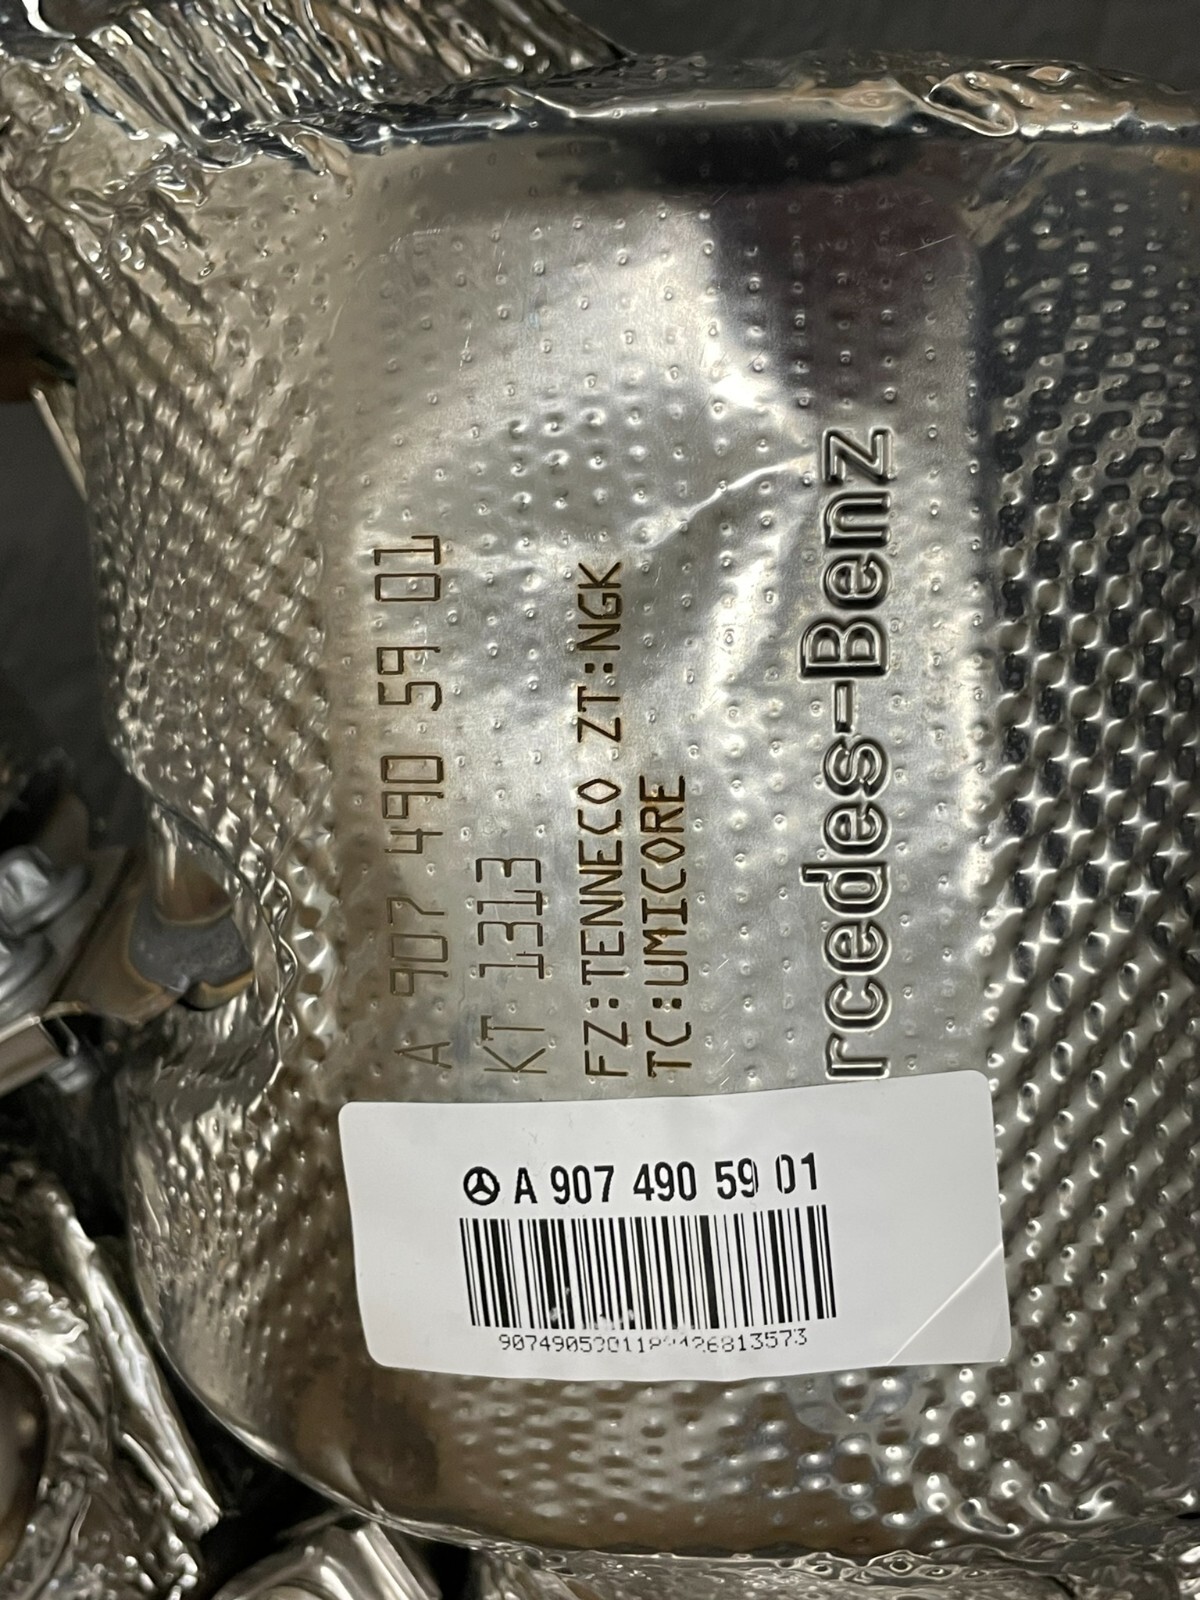 A 907 490 59 01
KT 1313
FZ:TENNECO ZT:NGK
TC:UMICORE
rcedes-Benz
A 907 490 59 01